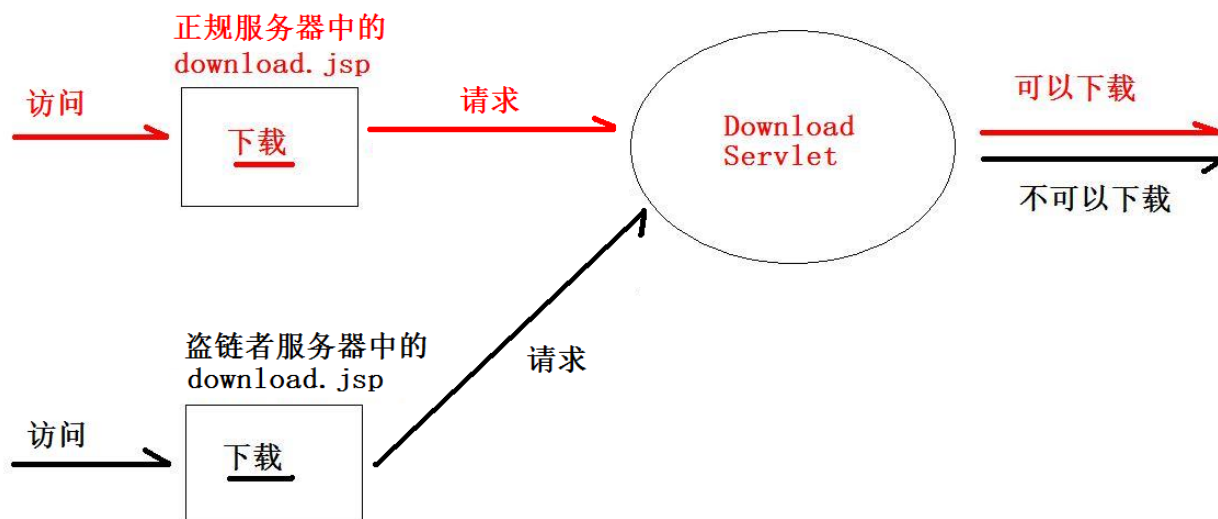 正规服务器中的
download.jsp
访问
下载
请求
Download
Servlet
可以下载
不可以下载
盗链者服务器中的
download.jsp
访问
下载
请求